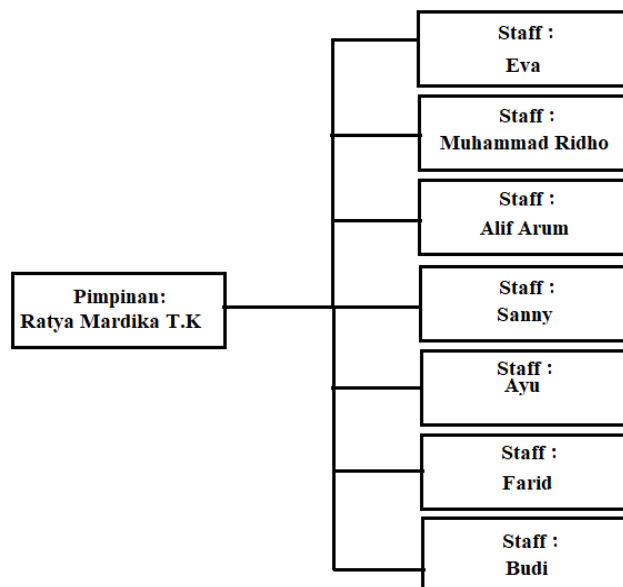 Staff :
Eva
Staff :
Muhammad Ridho
Staff :
Alif Arum
Pimpinan:
Ratya Mardika T.K
Staff :
Sanny
Staff :
Ayu
Staff :
Farid
Staff :
Budi